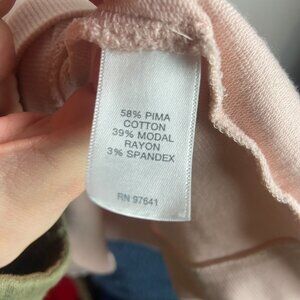 58% PIMA
COTTON
39% MODAL
RAYON
3% SPANDEX
RN 97641